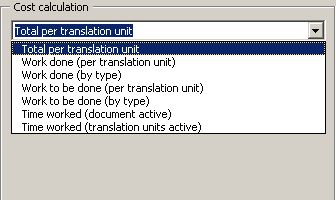 Cost calculation
Total per translation unit
Total per translation unit
Work done (per translation unit)
Work done (by type)
Work to be done (per translation unit)
Work to be done (by type)
Time worked (document active)
Time worked (translation units active)